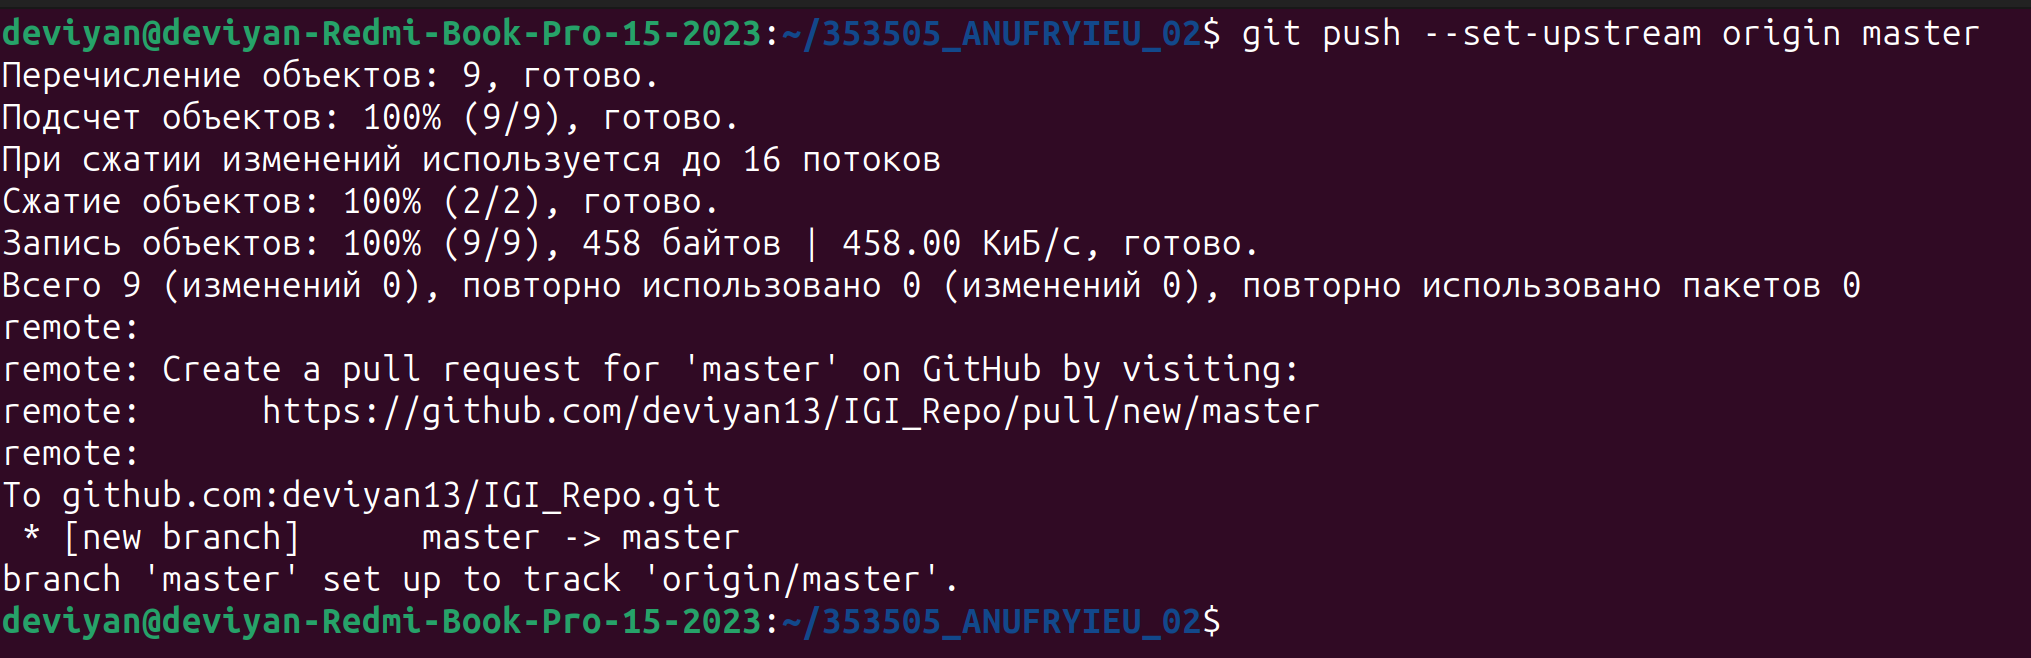 deviyan@deviyan-Redmi-Book-Pro-15-2023:~/353505_ANUFRYIEU_02$ git push --set-upstream origin master
Перечисление объектов: 9, готово.
Подсчет объектов: 100% (9/9), готово.
При сжатии изменений используется до 16 потоков
Сжатие объектов: 100% (2/2), готово.
Запись объектов: 100% (9/9), 458 байтов | 458.00 КиБ/с, готово.
Всего 9 (изменений 0), повторно использовано 0 (изменений 0), повторно использовано пакетов 0
remote:
remote: Create a pull request for 'master' on GitHub by visiting:
remote:      https://github.com/deviyan13/IGI_Repo/pull/new/master
remote:
To github.com:deviyan13/IGI_Repo.git
 * [new branch]      master -> master
branch 'master' set up to track 'origin/master'.
deviyan@deviyan-Redmi-Book-Pro-15-2023:~/353505_ANUFRYIEU_02$